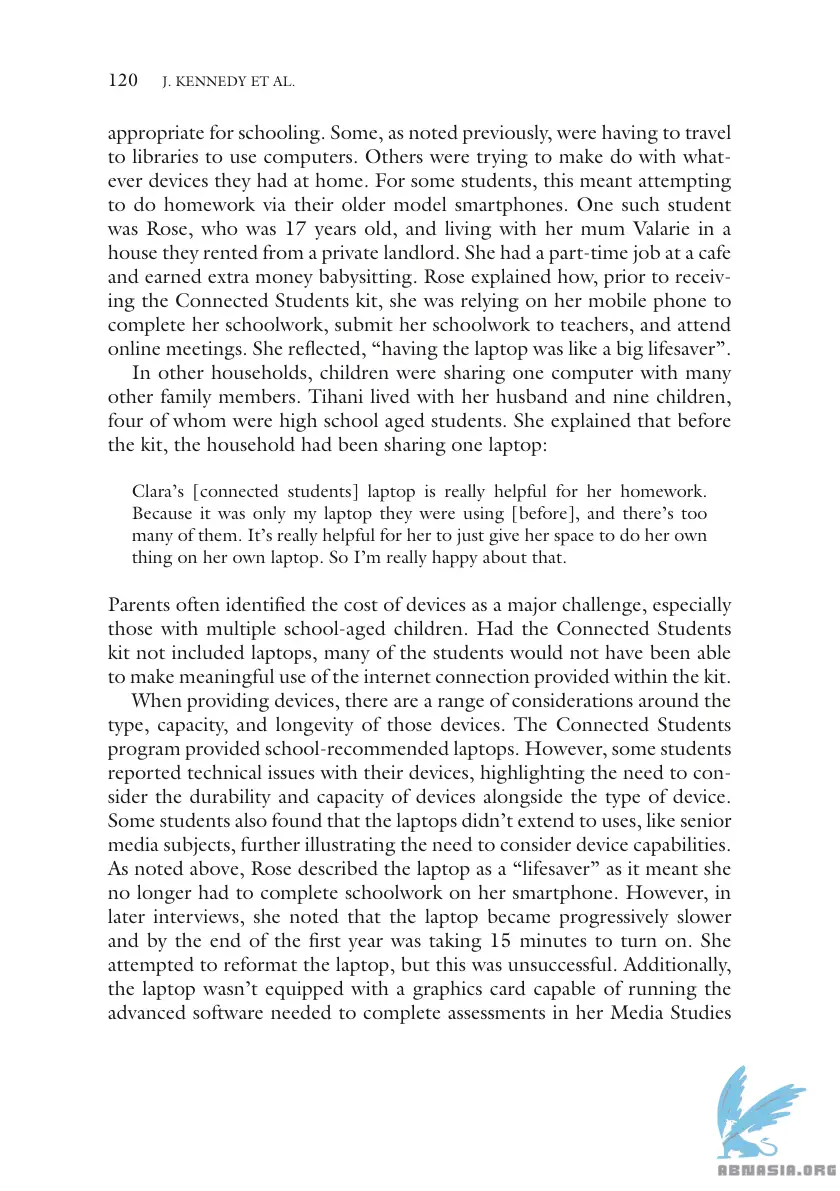 120 J. KENNEDY ET AL.
appropriate for schooling. Some, as noted previously, were having to travel
to libraries to use computers. Others were trying to make do with what-
ever devices they had at home. For some students, this meant attempting
to do homework via their older model smartphones. One such student
was Rose, who was 17 years old, and living with her mum Valarie in a
house they rented from a private landlord. She had a part-time job at a cafe
and earned extra money babysitting. Rose explained how, prior to receiv-
ing the Connected Students kit, she was relying on her mobile phone to
complete her schoolwork, submit her schoolwork to teachers, and attend
online meetings. She reflected, “having the laptop was like a big lifesaver”.
In other households, children were sharing one computer with many
other family members. Tihani lived with her husband and nine children,
four of whom were high school aged students. She explained that before
the kit, the household had been sharing one laptop:
Clara’s [connected students] laptop is really helpful for her homework.
Because it was only my laptop they were using [before], and there’s too
many of them. It’s really helpful for her to just give her space to do her own
thing on her own laptop. So I’m really happy about that.
Parents often identified the cost of devices as a major challenge, especially
those with multiple school-aged children. Had the Connected Students
kit not included laptops, many of the students would not have been able
to make meaningful use of the internet connection provided within the kit.
When providing devices, there are a range of considerations around the
type, capacity, and longevity of those devices. The Connected Students
program provided school-recommended laptops. However, some students
reported technical issues with their devices, highlighting the need to con-
sider the durability and capacity of devices alongside the type of device.
Some students also found that the laptops didn’t extend to uses, like senior
media subjects, further illustrating the need to consider device capabilities.
As noted above, Rose described the laptop as a “lifesaver” as it meant she
no longer had to complete schoolwork on her smartphone. However, in
later interviews, she noted that the laptop became progressively slower
and by the end of the first year was taking 15 minutes to turn on. She
attempted to reformat the laptop, but this was unsuccessful. Additionally,
the laptop wasn’t equipped with a graphics card capable of running the
advanced software needed to complete assessments in her Media Studies
ABNASIA.ORG